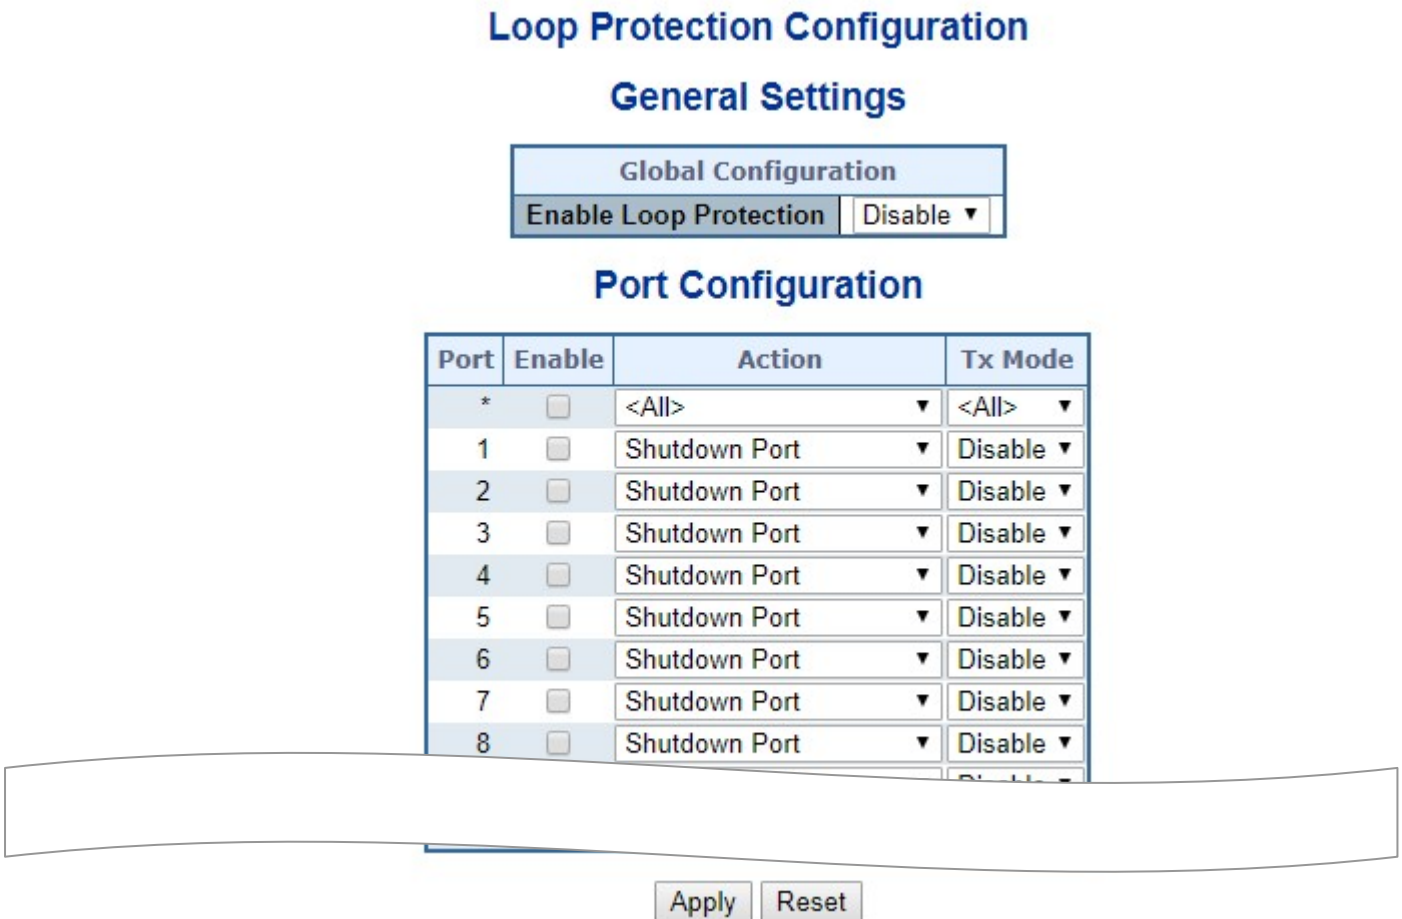 Loop Protection Configuration
General Settings
Global Configuration
Enable Loop Protection Disable
Port Configuration
Port Enable Action Tx Mode
* <All> <All>
1 Shutdown Port Disable
2 Shutdown Port Disable
3 Shutdown Port Disable
4 Shutdown Port Disable
5 Shutdown Port Disable
6 Shutdown Port Disable
7 Shutdown Port Disable
8 Shutdown Port Disable
Apply Reset